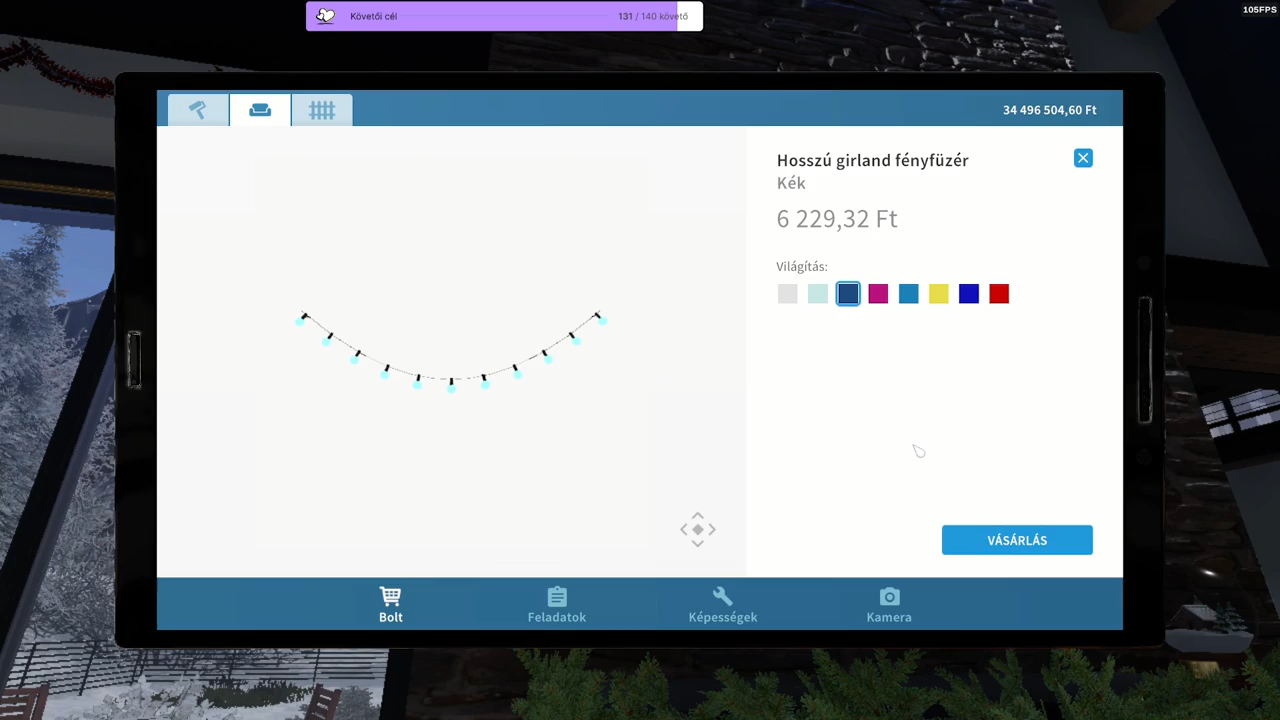 Követői cél
131 / 140 követő
105FPS
34 496 504,60 Ft
Hosszú girland fényfüzér
Kék
6 229,32 Ft
Világítás:
VÁSÁRLÁS
Bolt
Feladatok
Képességek
Kamera